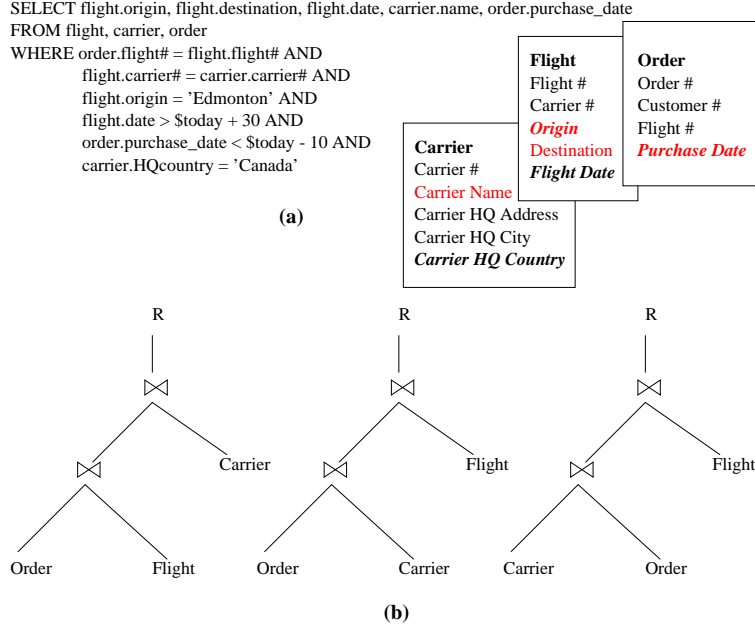 SELECT flight.origin, flight.destination, flight.date, carrier.name, order.purchase_date
FROM flight, carrier, order
WHERE order.flight# = flight.flight# AND
flight.carrier# = carrier.carrier# AND
flight.origin = ’Edmonton’ AND
flight.date > $today + 30 AND
order.purchase_date < $today - 10 AND
carrier.HQcountry = ’Canada’
(a)
Carrier
Carrier #
Carrier Name
Carrier HQ Address
Carrier HQ City
Carrier HQ Country
Flight
Flight #
Carrier #
Origin
Destination
Flight Date
Order
Order #
Customer #
Flight #
Purchase Date
R
R
R
Carrier
Flight
Flight
Order
Flight
Order
Carrier
Carrier
Order
(b)